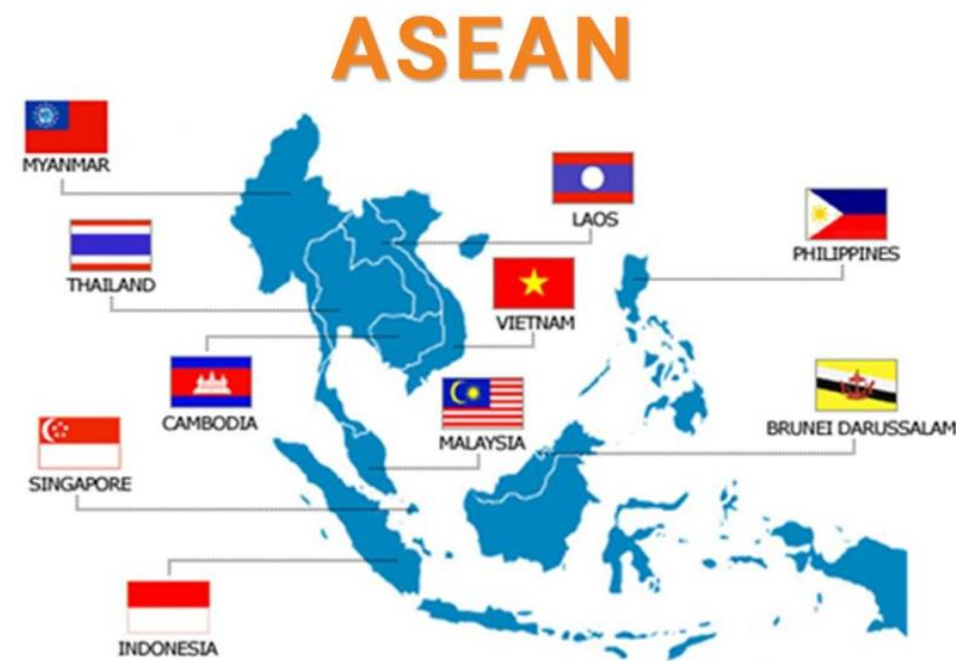 ASEAN
MYANMAR
LAOS
PHILIPPINES
THAILAND
VIETNAM
CAMBODIA
MALAYSIA
BRUNEI DARUSSALAM
SINGAPORE
INDONESIA